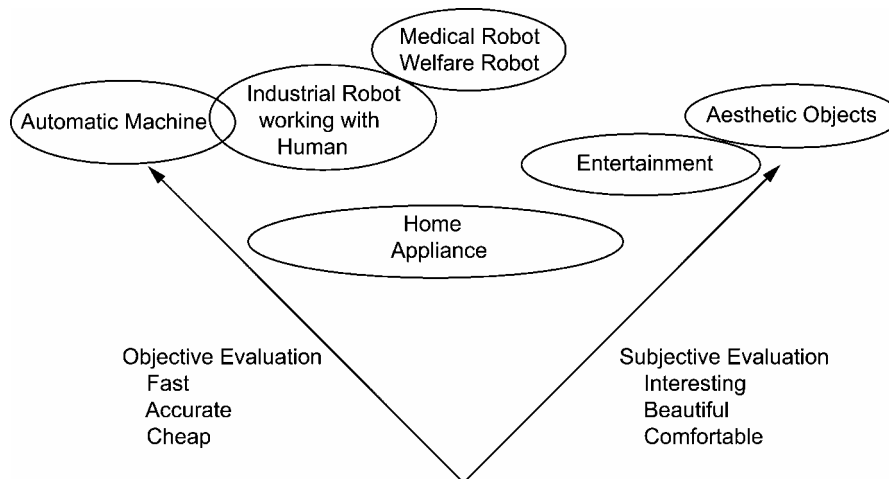 Medical Robot
Welfare Robot
Automatic Machine
Industrial Robot
working with
Human
Aesthetic Objects
Entertainment
Home
Appliance
Objective Evaluation
Fast
Accurate
Cheap
Subjective Evaluation
Interesting
Beautiful
Comfortable